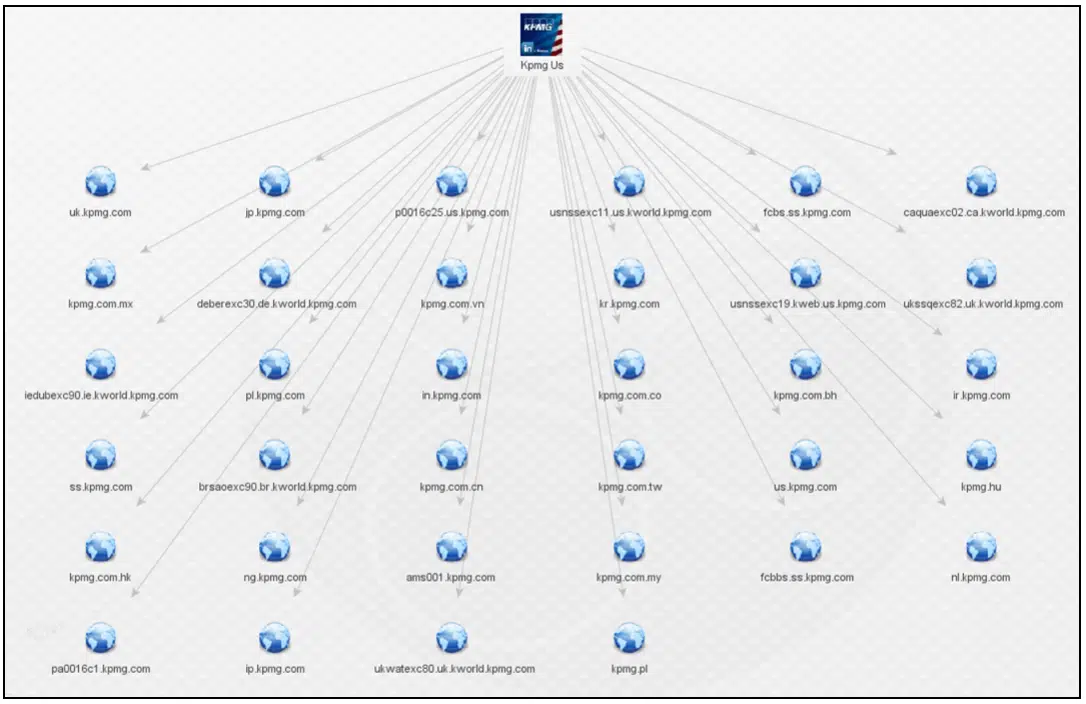 KPMG
in
Kpmg Us
uk.kpmg.com jp.kpmg.com p0016c25.us.kpmg.com usnssexc11.us.kworld.kpmg.com fcbs.ss.kpmg.com caquaexc02.ca.kworld.kpmg.com
kpmg.com.mx deberexc30.de.kworld.kpmg.com kpmg.com.vn kr.kpmg.com usnssexc19.kweb.us.kpmg.com ukssqexc82.uk.kworld.kpmg.com
iedubexc90.ie.kworld.kpmg.com pl.kpmg.com in.kpmg.com kpmg.com.co kpmg.com.bh ir.kpmg.com
ss.kpmg.com brsaoexc90.br.kworld.kpmg.com kpmg.com.cn kpmg.com.tw us.kpmg.com kpmg.hu
kpmg.com.hk ng.kpmg.com ams001.kpmg.com kpmg.com.my fcbbs.ss.kpmg.com nl.kpmg.com
pa0016c1.kpmg.com ip.kpmg.com ukwatexc80.uk.kworld.kpmg.com kpmg.pl